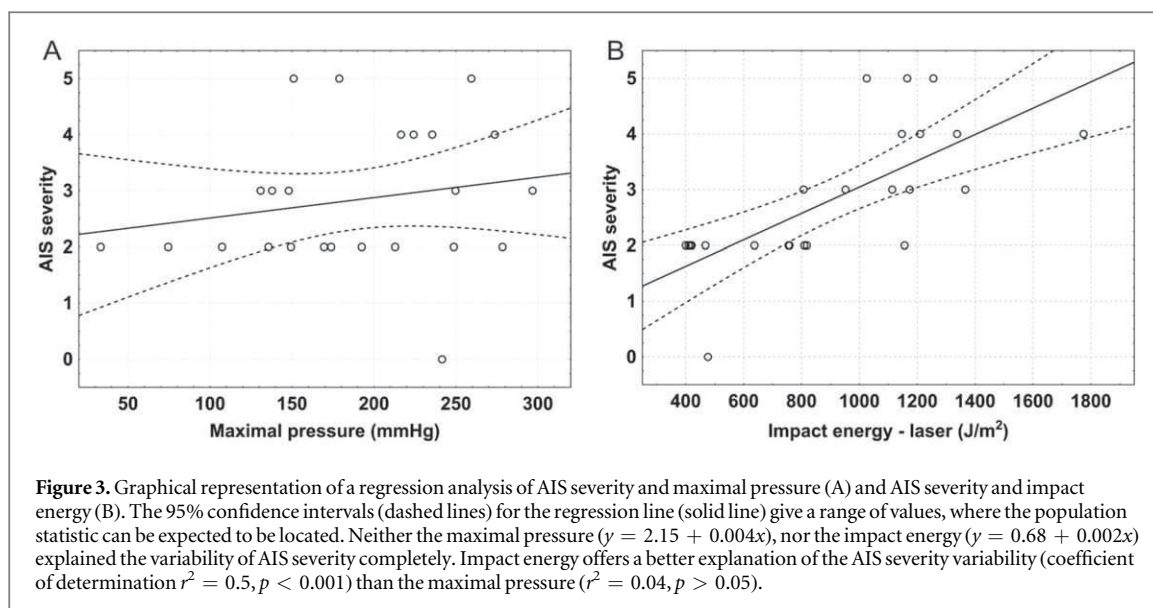 A
B
AIS severity
5
4
3
2
1
0
50 100 150 200 250 300
Maximal pressure (mmHg)
AIS severity
5
4
3
2
1
0
400 600 800 1000 1200 1400 1600 1800
Impact energy - laser (J/m²)
Figure 3. Graphical representation of a regression analysis of AIS severity and maximal pressure (A) and AIS severity and impact
energy (B). The 95% confidence intervals (dashed lines) for the regression line (solid line) give a range of values, where the population
statistic can be expected to be located. Neither the maximal pressure (y = 2.15 + 0.004x), nor the impact energy (y = 0.68 + 0.002x)
explained the variability of AIS severity completely. Impact energy offers a better explanation of the AIS severity variability (coefficient
of determination r² = 0.5, p < 0.001) than the maximal pressure (r² = 0.04, p > 0.05).